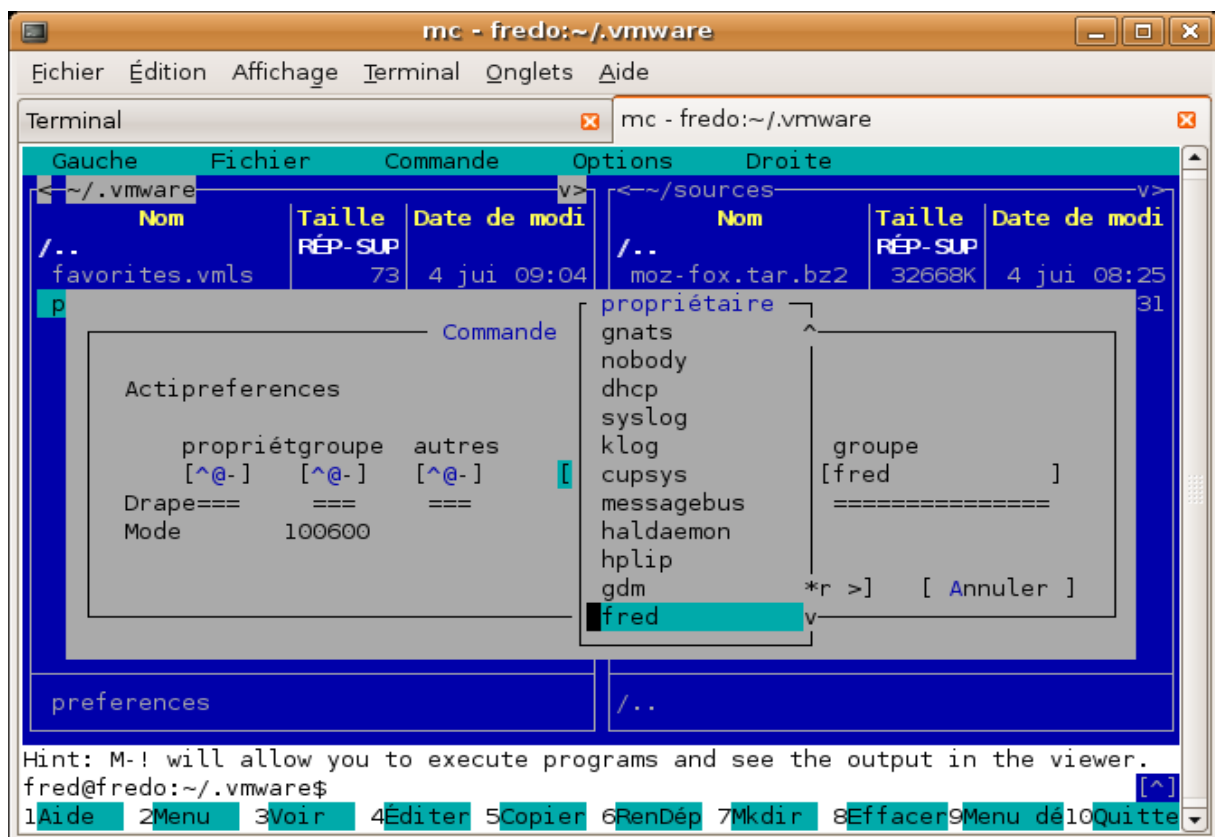 mc - fredo:~/.vmware
Fichier Édition Affichage Terminal Onglets Aide
Terminal mc - fredo:~/.vmware
Gauche Fichier Commande Options Droite
<-~/.vmware v> <-~/sources v>
Nom Taille Date de modi Nom Taille Date de modi
/.. RÉP-SUP /.. RÉP-SUP
favorites.vmls 73 4 jui 09:04 moz-fox.tar.bz2 32668K 4 jui 08:25
p propriétaire 31
Commande gnats ^
nobody
Actipreferences dhcp
syslog
propriétgroupe autres klog groupe
[^@-] [^@-] [^@-] [ cupsys [fred ]
Drape=== === === messagebus ===============
Mode 100600 haldaemon
hplip
gdm *r >] [ Annuler ]
fred v
preferences /..
Hint: M-! will allow you to execute programs and see the output in the viewer.
fred@fredo:~/.vmware$ [^]
1Aide 2Menu 3Voir 4Éditer 5Copier 6RenDép 7Mkdir 8Effacer9Menu dé10Quitte